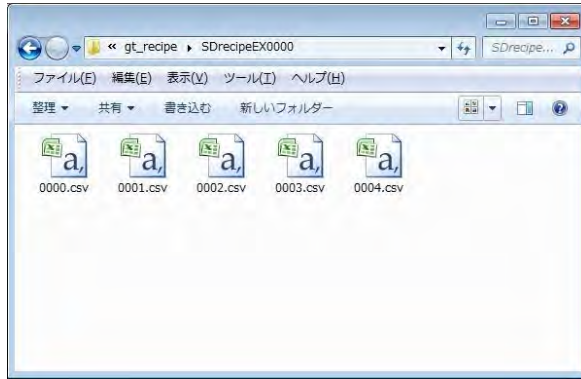 « gt_recipe ▸ SDrecipeEX0000
SDrecipe...
ファイル(F) 編集(E) 表示(V) ツール(T) ヘルプ(H)
整理 ▼ 共有 ▼ 書き込む 新しいフォルダー
a, a, a, a, a,
0000.csv 0001.csv 0002.csv 0003.csv 0004.csv